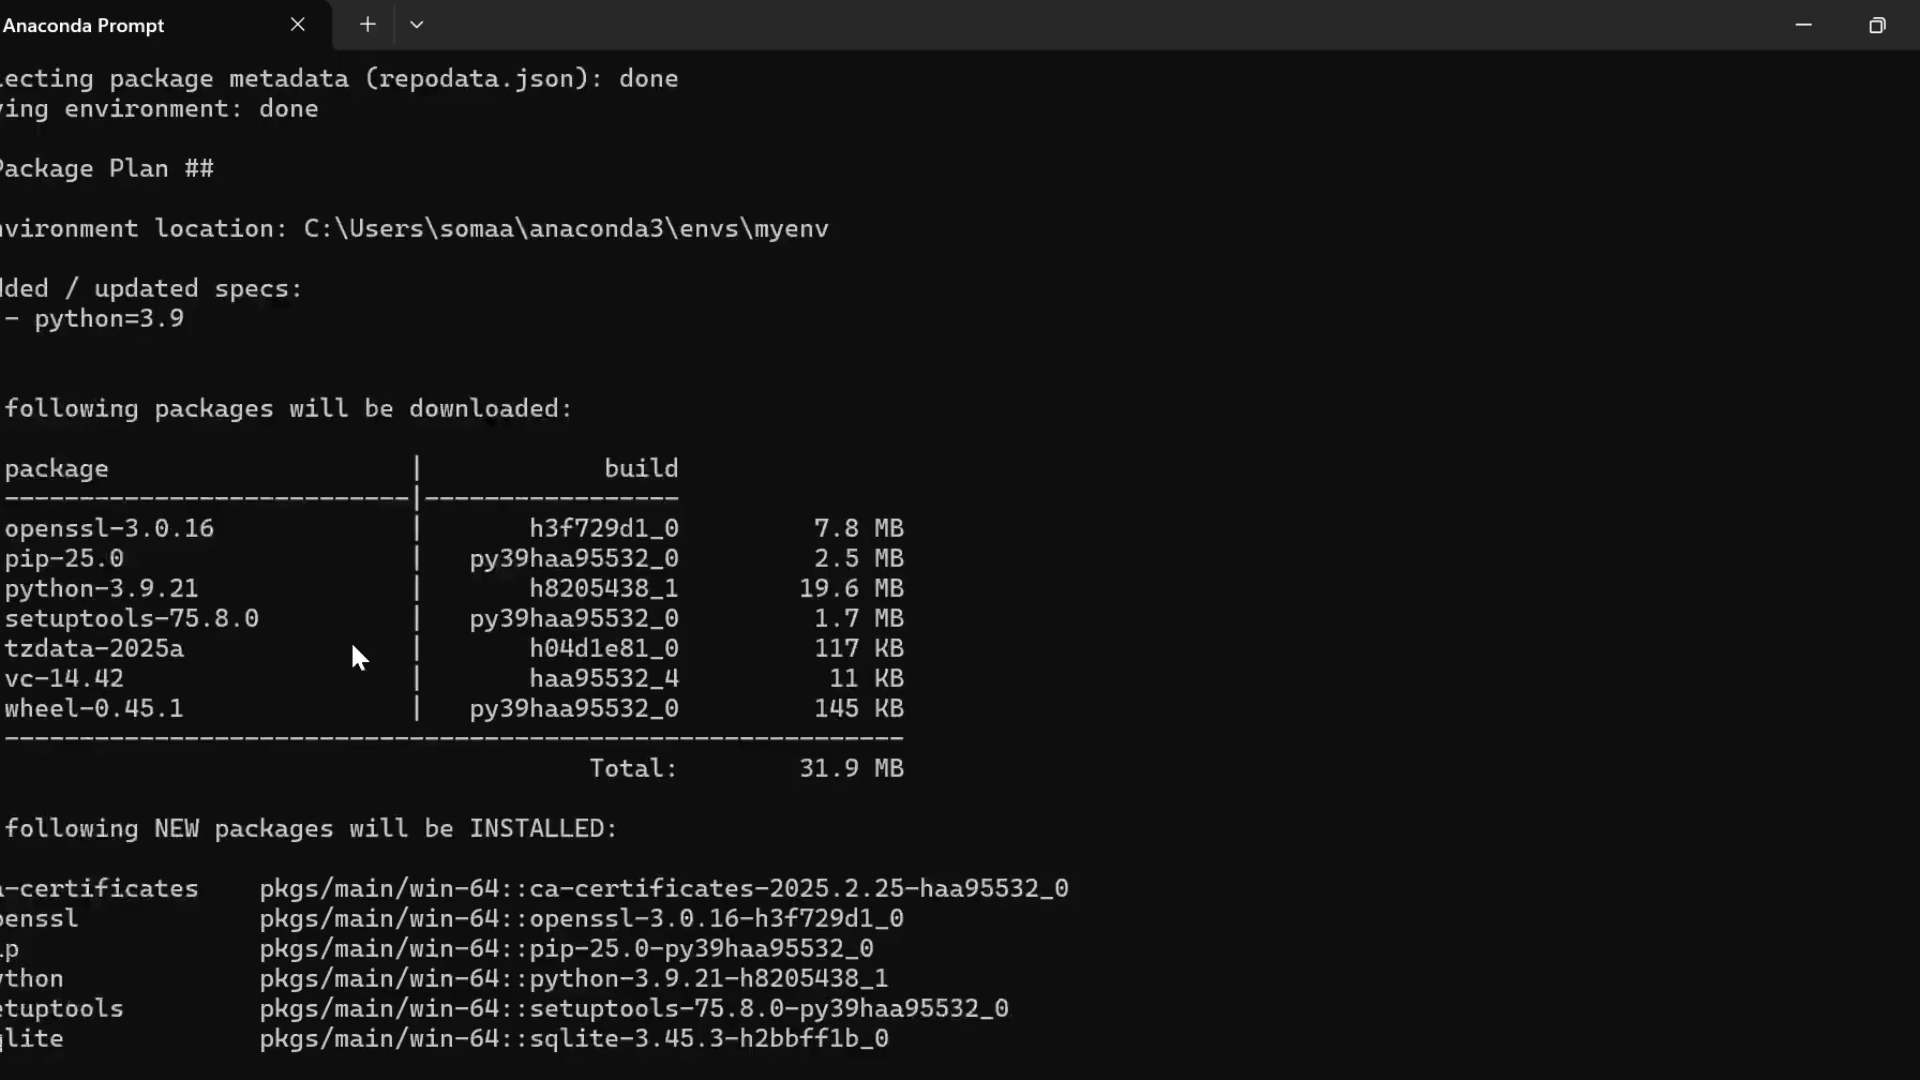 Anaconda Prompt
lecting package metadata (repodata.json): done
ving environment: done
Package Plan ##
nvironment location: C:\Users\somaa\anaconda3\envs\myenv
dded / updated specs:
- python=3.9
following packages will be downloaded:
package | build
---------------------------|-----------------
openssl-3.0.16 | h3f729d1_0 7.8 MB
pip-25.0 | py39haa95532_0 2.5 MB
python-3.9.21 | h8205438_1 19.6 MB
setuptools-75.8.0 | py39haa95532_0 1.7 MB
tzdata-2025a | h04d1e81_0 117 KB
vc-14.42 | haa95532_4 11 KB
wheel-0.45.1 | py39haa95532_0 145 KB
------------------------------------------------------------
Total: 31.9 MB
following NEW packages will be INSTALLED:
a-certificates pkgs/main/win-64::ca-certificates-2025.2.25-haa95532_0
penssl pkgs/main/win-64::openssl-3.0.16-h3f729d1_0
ip pkgs/main/win-64::pip-25.0-py39haa95532_0
ython pkgs/main/win-64::python-3.9.21-h8205438_1
etuptools pkgs/main/win-64::setuptools-75.8.0-py39haa95532_0
qlite pkgs/main/win-64::sqlite-3.45.3-h2bbff1b_0